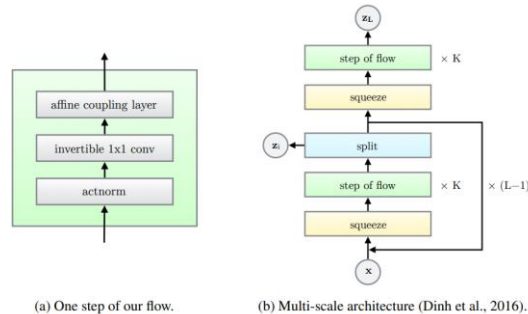 affine coupling layer
invertible 1x1 conv
actnorm
(a) One step of our flow.
z_L
step of flow × K
squeeze
z_i split
step of flow × K
× (L−1)
squeeze
x
(b) Multi-scale architecture (Dinh et al., 2016).